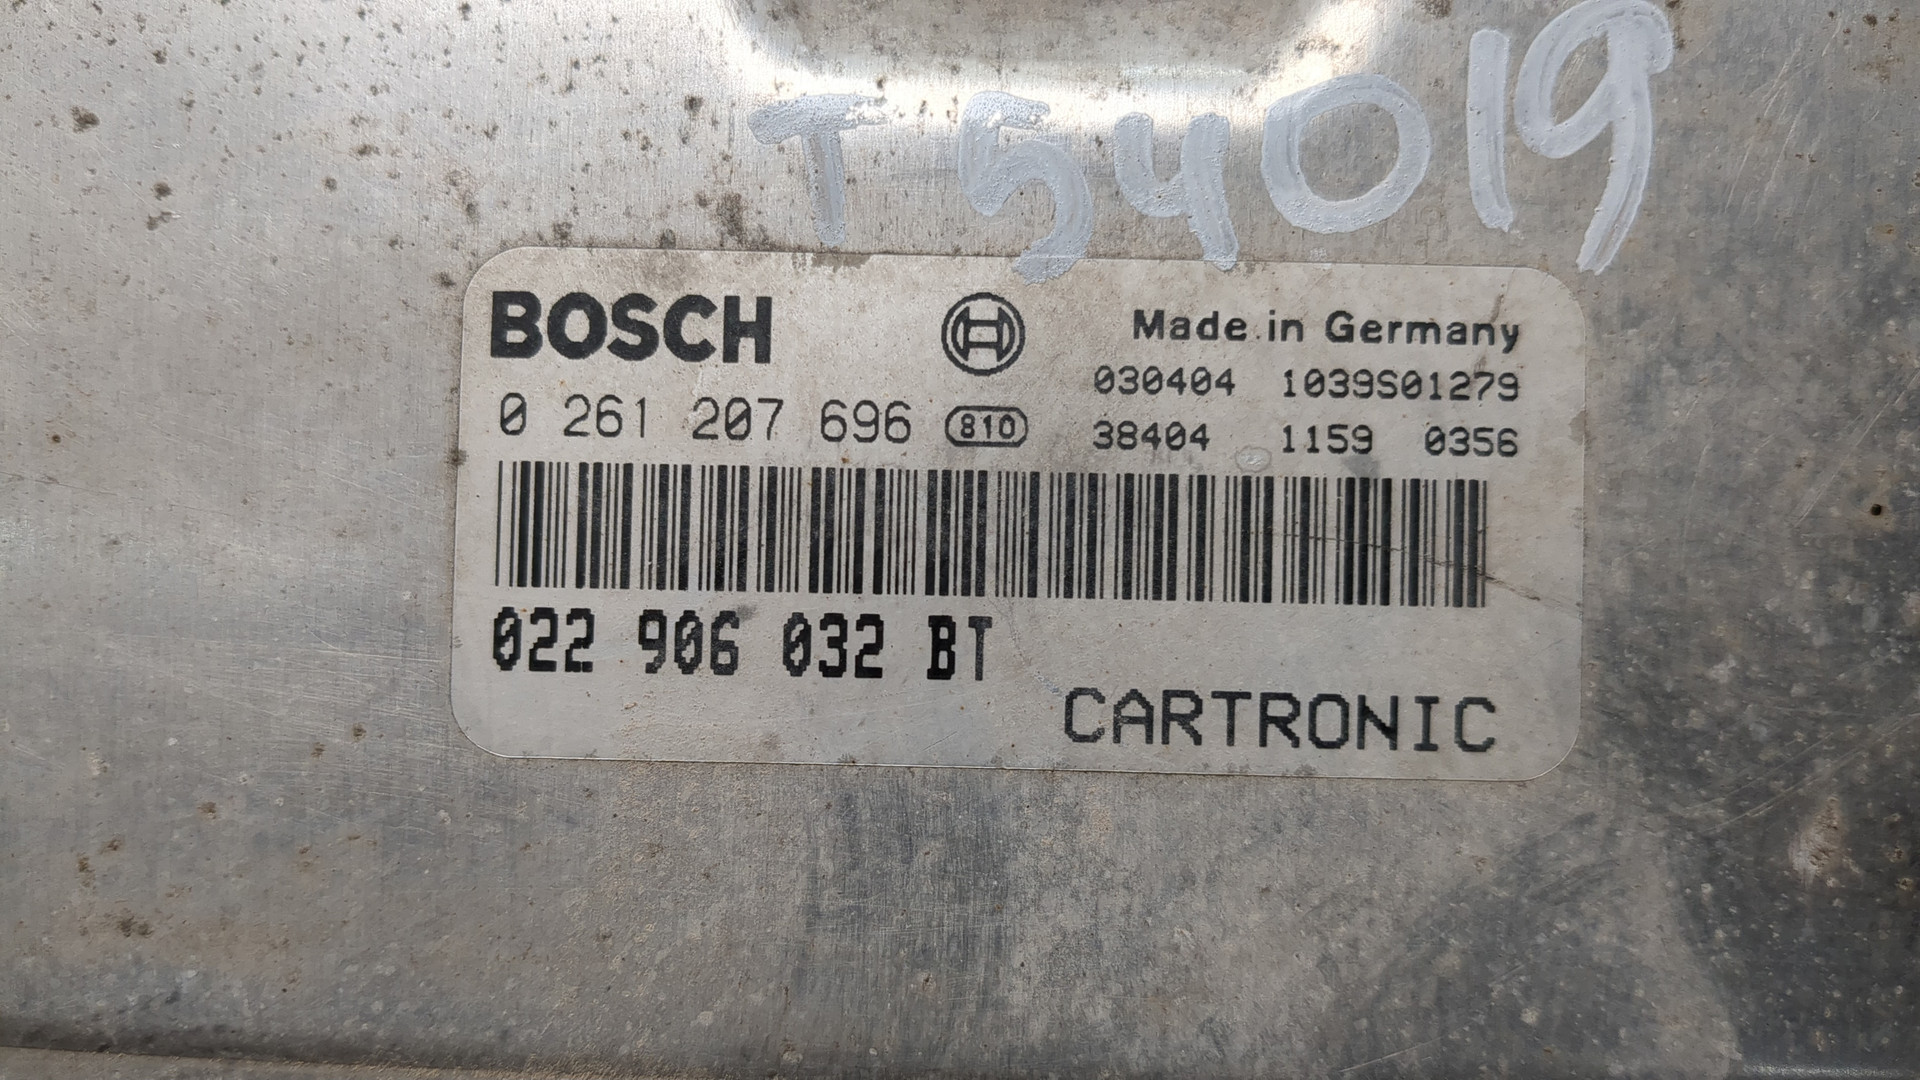 T 54019
BOSCH
Made in Germany
030404 1039S01279
0 261 207 696 810
38404 1159 0356
022 906 032 BT
CARTRONIC